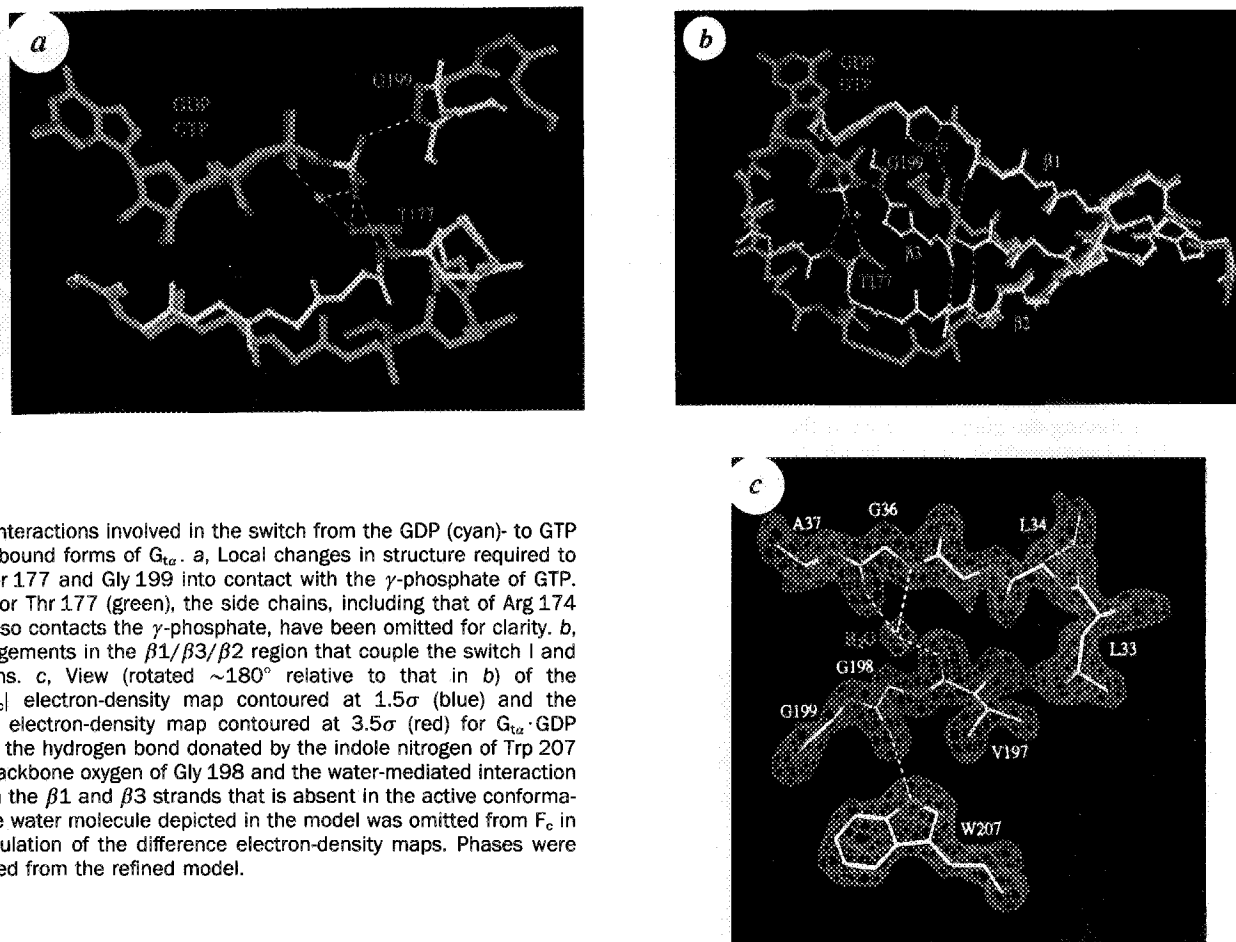 a
G199
GDP
GTP
T177
b
GDP
GTP
G199
β1
β3
T177
β2
nteractions involved in the switch from the GDP (cyan)- to GTP
bound forms of Gtα. a, Local changes in structure required to
r 177 and Gly 199 into contact with the γ-phosphate of GTP.
or Thr 177 (green), the side chains, including that of Arg 174
so contacts the γ-phosphate, have been omitted for clarity. b,
gements in the β1/β3/β2 region that couple the switch I and
ns. c, View (rotated ~180° relative to that in b) of the
| electron-density map contoured at 1.5σ (blue) and the
electron-density map contoured at 3.5σ (red) for Gtα·GDP
the hydrogen bond donated by the indole nitrogen of Trp 207
ackbone oxygen of Gly 198 and the water-mediated interaction
the β1 and β3 strands that is absent in the active conforma-
e water molecule depicted in the model was omitted from Fc in
ulation of the difference electron-density maps. Phases were
ed from the refined model.
c
A37
G36
L34
L33
G198
G199
V197
W207